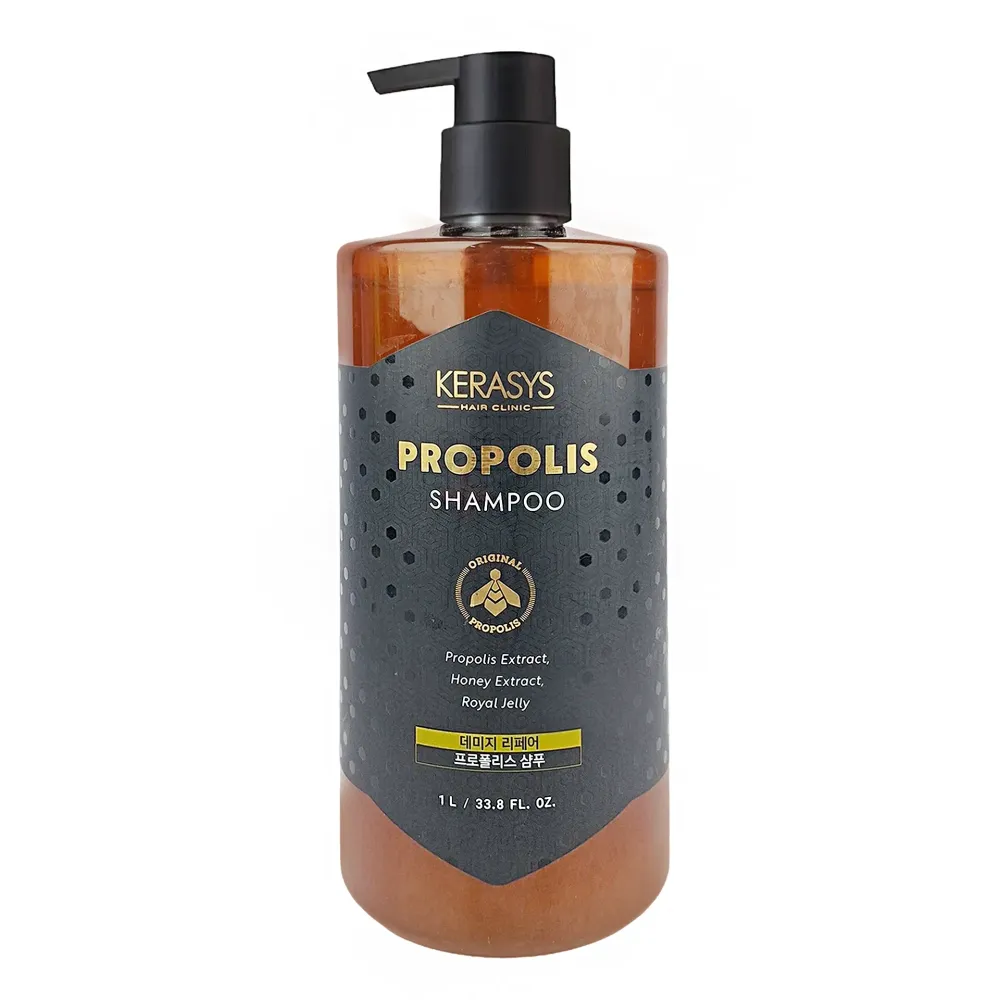 KERASYS
HAIR CLINIC
PROPOLIS
SHAMPOO
ORIGINAL
PROPOLIS
Propolis Extract,
Honey Extract,
Royal Jelly
데미지 리페어
프로폴리스 샴푸
1 L / 33.8 FL. OZ.